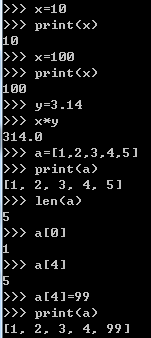 >>> x=10
>>> print(x)
10
>>> x=100
>>> print(x)
100
>>> y=3.14
>>> x*y
314.0
>>> a=[1,2,3,4,5]
>>> print(a)
[1, 2, 3, 4, 5]
>>> len(a)
5
>>> a[0]
1
>>> a[4]
5
>>> a[4]=99
>>> print(a)
[1, 2, 3, 4, 99]